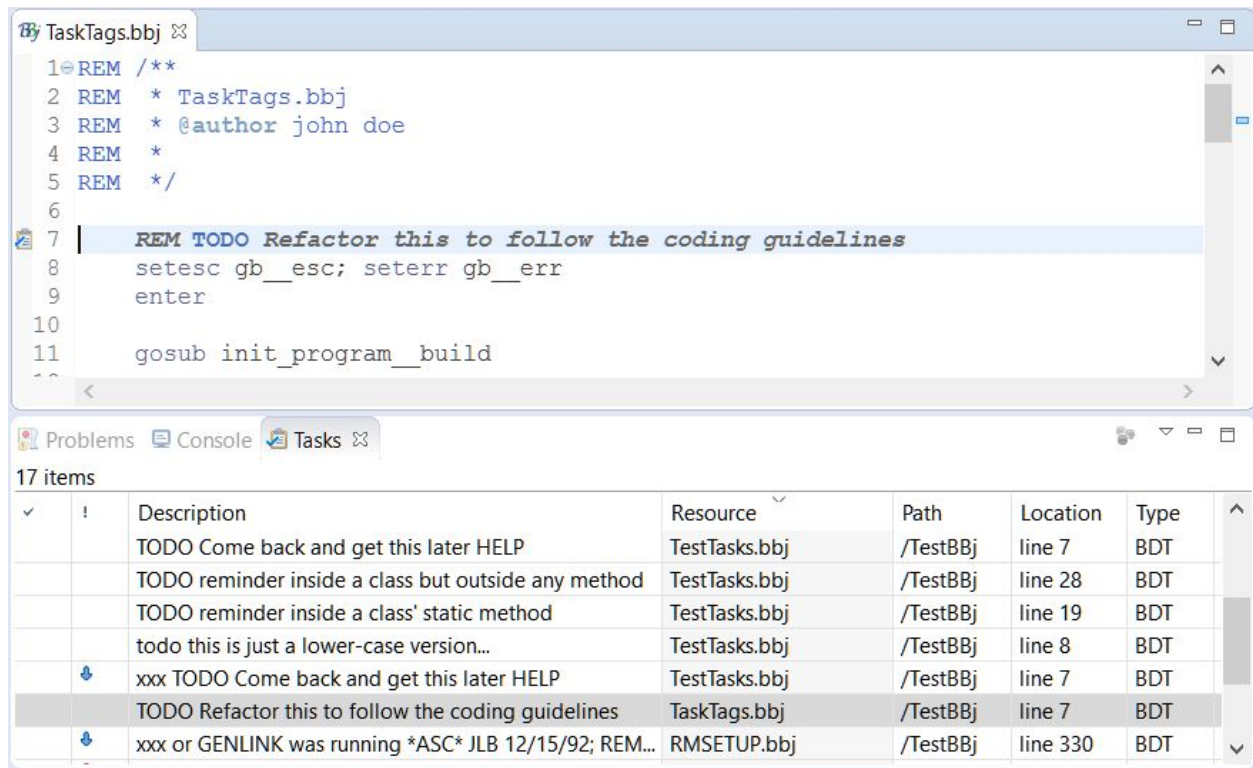 TaskTags.bbj
1 REM /**
2 REM  * TaskTags.bbj
3 REM  * @author john doe
4 REM  *
5 REM  */
6
7     REM TODO Refactor this to follow the coding guidelines
8     setesc gb__esc; seterr gb__err
9     enter
10
11     gosub init_program__build
Problems Console Tasks
17 items
! Description Resource Path Location Type
TODO Come back and get this later HELP TestTasks.bbj /TestBBj line 7 BDT
TODO reminder inside a class but outside any method TestTasks.bbj /TestBBj line 28 BDT
TODO reminder inside a class' static method TestTasks.bbj /TestBBj line 19 BDT
todo this is just a lower-case version... TestTasks.bbj /TestBBj line 8 BDT
xxx TODO Come back and get this later HELP TestTasks.bbj /TestBBj line 7 BDT
TODO Refactor this to follow the coding guidelines TaskTags.bbj /TestBBj line 7 BDT
xxx or GENLINK was running *ASC* JLB 12/15/92; REM... RMSETUP.bbj /TestBBj line 330 BDT